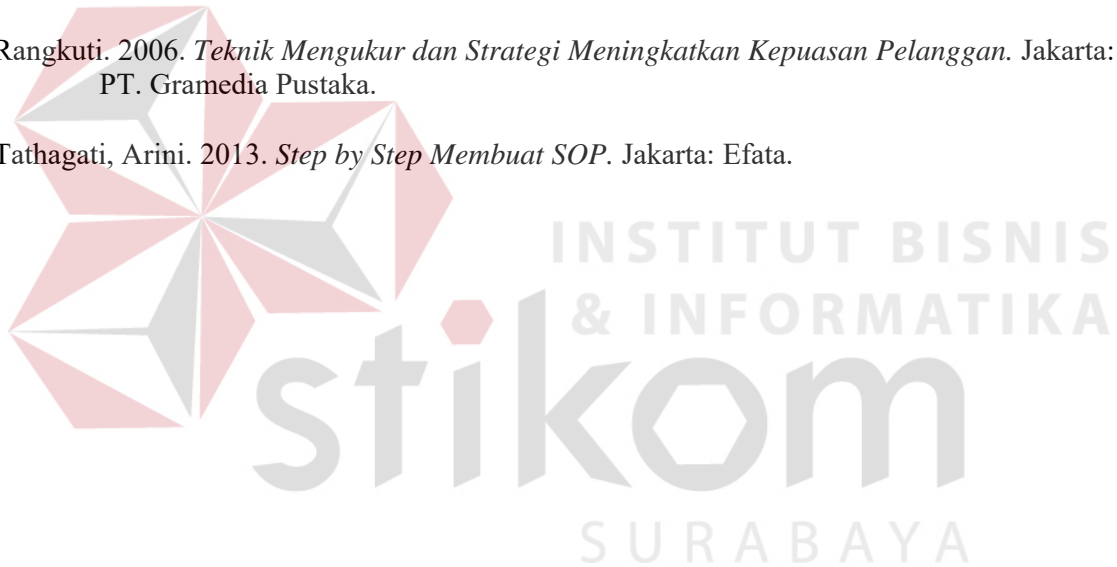 Rangkuti. 2006. Teknik Mengukur dan Strategi Meningkatkan Kepuasan Pelanggan. Jakarta:
PT. Gramedia Pustaka.
Tathagati, Arini. 2013. Step by Step Membuat SOP. Jakarta: Efata.
INSTITUT BISNIS
& INFORMATIKA
stikom
SURABAYA